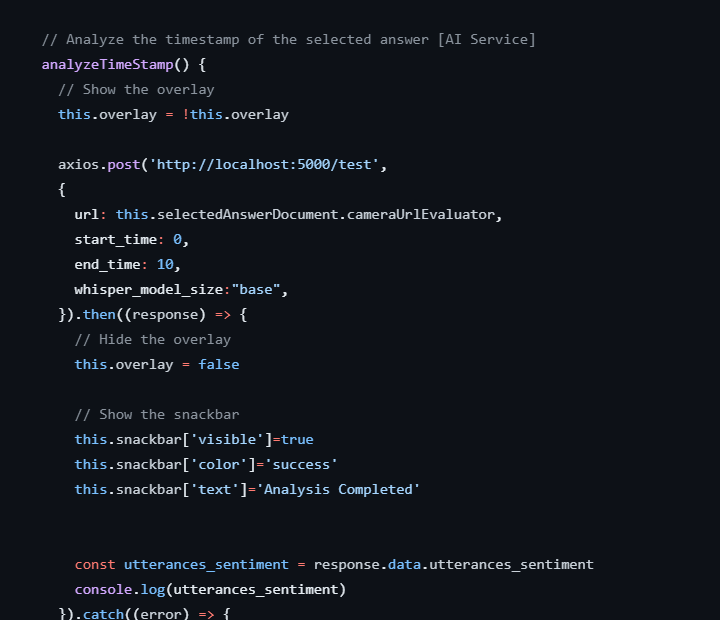 // Analyze the timestamp of the selected answer [AI Service]
analyzeTimeStamp() {
// Show the overlay
this.overlay = !this.overlay
axios.post('http://localhost:5000/test',
{
url: this.selectedAnswerDocument.cameraUrlEvaluator,
start_time: 0,
end_time: 10,
whisper_model_size:"base",
}).then((response) => {
// Hide the overlay
this.overlay = false
// Show the snackbar
this.snackbar['visible']=true
this.snackbar['color']='success'
this.snackbar['text']='Analysis Completed'
const utterances_sentiment = response.data.utterances_sentiment
console.log(utterances_sentiment)
}).catch((error) => {